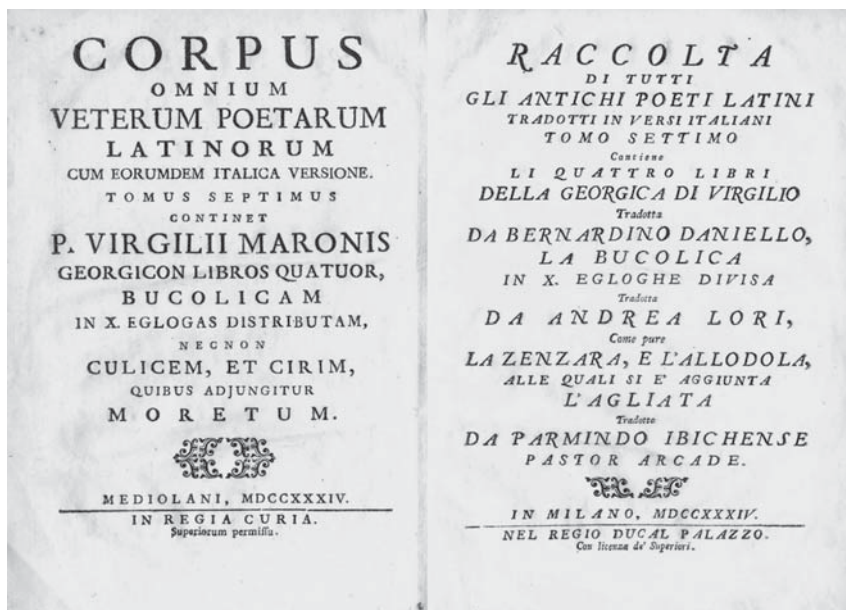 CORPUS
OMNIUM
VETERUM POETARUM
LATINORUM
CUM EORUMDEM ITALICA VERSIONE.
TOMUS SEPTIMUS
CONTINET
P. VIRGILII MARONIS
GEORGICON LIBROS QUATUOR,
BUCOLICAM
IN X. EGLOGAS DISTRIBUTAM,
NECNON
CULICEM, ET CIRIM,
QUIBUS ADJUNGITUR
MORETUM.
MEDIOLANI, MDCCXXXIV.
IN REGIA CURIA.
Superiorum permissu.
RACCOLTA
DI TUTTI
GLI ANTICHI POETI LATINI
TRADOTTI IN VERSI ITALIANI
TOMO SETTIMO
Contiene
LI QUATTRO LIBRI
DELLA GEORGICA DI VIRGILIO
Tradotta
DA BERNARDINO DANIELLO,
LA BUCOLICA
IN X. EGLOGHE DIVISA
Tradotta
DA ANDREA LORI,
Come pure
LA ZENZARA, E L'ALLODOLA,
ALLE QUALI SI E' AGGIUNTA
L'AGLIATA
Tradotte
DA PARMINDO IBICHENSE
PASTOR ARCADE.
IN MILANO, MDCCXXXIV.
NEL REGIO DUCAL PALAZZO.
Con licenza de' Superiori.